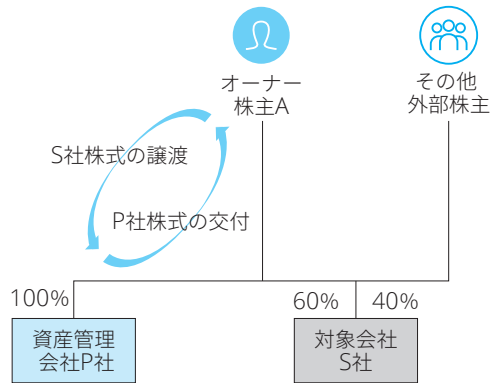 オーナー
株主A
その他
外部株主
S社株式の譲渡
P社株式の交付
100%
60%
40%
資産管理
会社P社
対象会社
S社